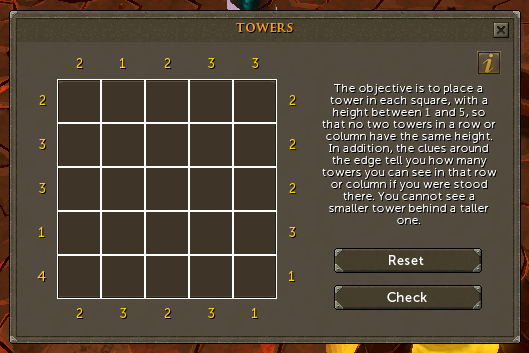 TOWERS
2 1 2 3 3
2 2
3 2
3 2
1 3
4 1
2 3 2 3 1
i
The objective is to place a
tower in each square, with a
height between 1 and 5, so
that no two towers in a row or
column have the same height.
In addition, the clues around
the edge tell you how many
towers you can see in that row
or column if you were stood
there. You cannot see a
smaller tower behind a taller
one.
Reset
Check